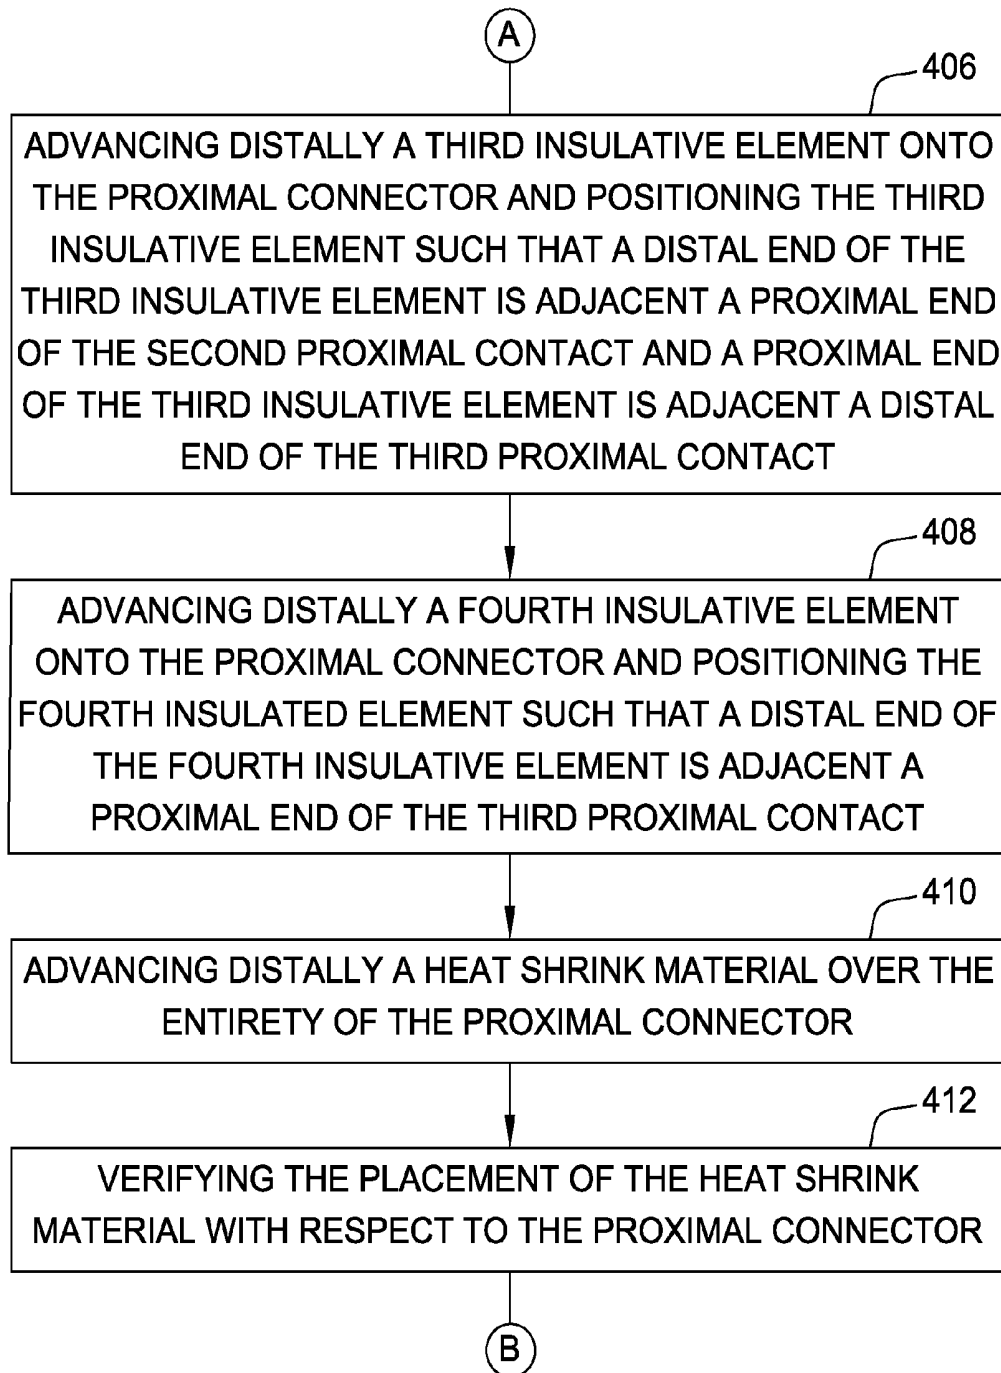 A
406
ADVANCING DISTALLY A THIRD INSULATIVE ELEMENT ONTO
THE PROXIMAL CONNECTOR AND POSITIONING THE THIRD
INSULATIVE ELEMENT SUCH THAT A DISTAL END OF THE
THIRD INSULATIVE ELEMENT IS ADJACENT A PROXIMAL END
OF THE SECOND PROXIMAL CONTACT AND A PROXIMAL END
OF THE THIRD INSULATIVE ELEMENT IS ADJACENT A DISTAL
END OF THE THIRD PROXIMAL CONTACT
408
ADVANCING DISTALLY A FOURTH INSULATIVE ELEMENT
ONTO THE PROXIMAL CONNECTOR AND POSITIONING THE
FOURTH INSULATED ELEMENT SUCH THAT A DISTAL END OF
THE FOURTH INSULATIVE ELEMENT IS ADJACENT A
PROXIMAL END OF THE THIRD PROXIMAL CONTACT
410
ADVANCING DISTALLY A HEAT SHRINK MATERIAL OVER THE
ENTIRETY OF THE PROXIMAL CONNECTOR
412
VERIFYING THE PLACEMENT OF THE HEAT SHRINK
MATERIAL WITH RESPECT TO THE PROXIMAL CONNECTOR
B